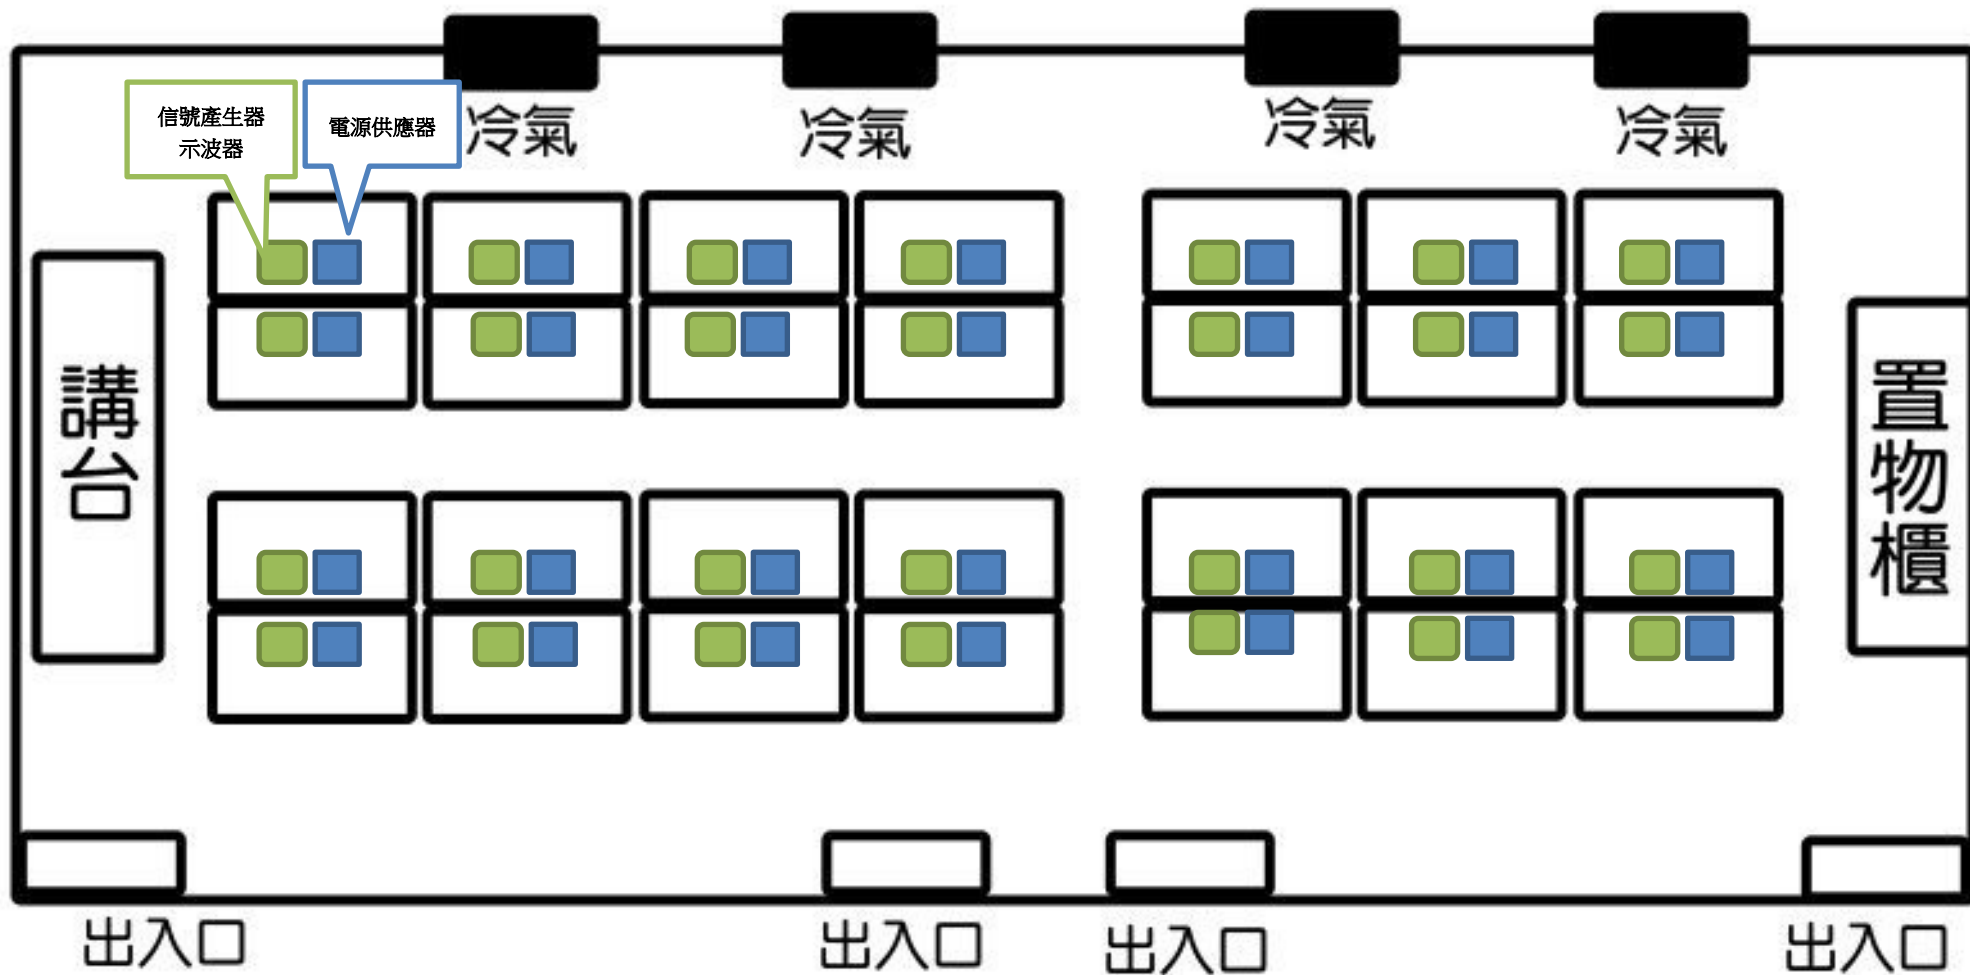 信號產生器
示波器
電源供應器
冷氣
冷氣
冷氣
冷氣
講台
置物櫃
出入口
出入口
出入口
出入口